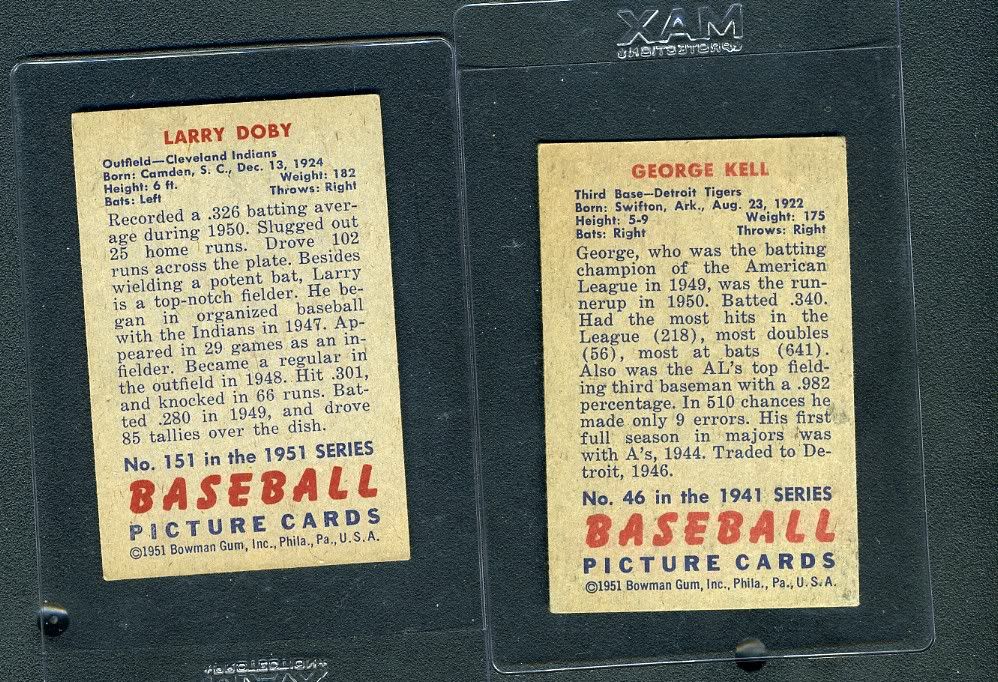 LARRY DOBY
Outfield—Cleveland Indians
Born: Camden, S. C., Dec. 13, 1924
Height: 6 ft. Weight: 182
Bats: Left Throws: Right
Recorded a .326 batting aver-
age during 1950. Slugged out
25 home runs. Drove 102
runs across the plate. Besides
wielding a potent bat, Larry
is a top-notch fielder. He be-
gan in organized baseball
with the Indians in 1947. Ap-
peared in 29 games as an in-
fielder. Became a regular in
the outfield in 1948. Hit .301,
and knocked in 66 runs. Bat-
ted .280 in 1949, and drove
85 tallies over the dish.
No. 151 in the 1951 SERIES
BASEBALL
PICTURE CARDS
©1951 Bowman Gum, Inc., Phila., Pa., U.S.A.
MAX
PROTECTION
GEORGE KELL
Third Base—Detroit Tigers
Born: Swifton, Ark., Aug. 23, 1922
Height: 5-9 Weight: 175
Bats: Right Throws: Right
George, who was the batting
champion of the American
League in 1949, was the run-
nerup in 1950. Batted .340.
Had the most hits in the
League (218), most doubles
(56), most at bats (641).
Also was the AL's top field-
ing third baseman with a .982
percentage. In 510 chances he
made only 9 errors. His first
full season in majors was
with A's, 1944. Traded to De-
troit, 1946.
No. 46 in the 1941 SERIES
BASEBALL
PICTURE CARDS
©1951 Bowman Gum, Inc., Phila., Pa., U.S.A.